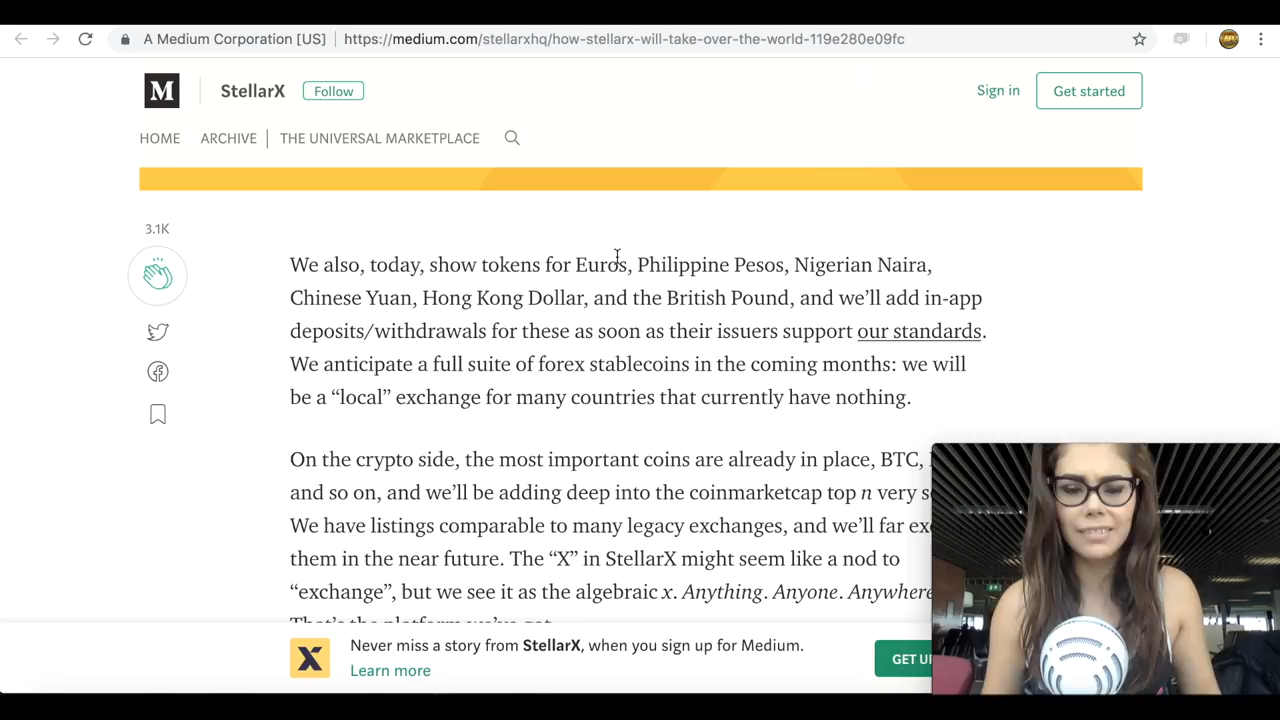 A Medium Corporation [US] https://medium.com/stellarxhq/how-stellarx-will-take-over-the-world-119e280e09fc
M StellarX Follow Sign in Get started
HOME ARCHIVE THE UNIVERSAL MARKETPLACE
3.1K
We also, today, show tokens for Euros, Philippine Pesos, Nigerian Naira,
Chinese Yuan, Hong Kong Dollar, and the British Pound, and we’ll add in-app
deposits/withdrawals for these as soon as their issuers support our standards.
We anticipate a full suite of forex stablecoins in the coming months: we will
be a “local” exchange for many countries that currently have nothing.
On the crypto side, the most important coins are already in place, BTC,
and so on, and we’ll be adding deep into the coinmarketcap top n very
We have listings comparable to many legacy exchanges, and we’ll far
them in the near future. The “X” in StellarX might seem like a nod to
“exchange”, but we see it as the algebraic x. Anything. Anyone. Anywhere
That’s the platform we’ve got
Never miss a story from StellarX, when you sign up for Medium.
X
Learn more
GET